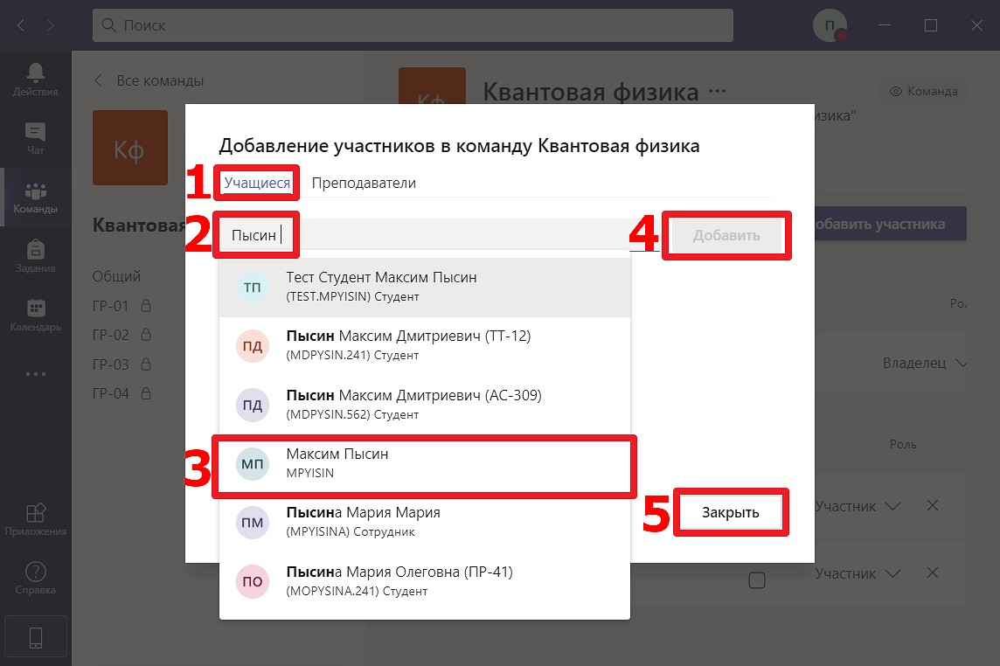 Поиск
П
Действия
Чат
Команды
Задания
Календарь
Приложения
Справка
Все команды
Кф
Квантовая
Общий
ГР-01
ГР-02
ГР-03
ГР-04
Кф
Квантовая физика ...
Команда
изика"
обавить участника
Владелец
Роль
Участник
Участник
Добавление участников в команду Квантовая физика
1
Учащиеся
Преподаватели
2
Пысин
4
Добавить
ТП
Тест Студент Максим Пысин
(TEST.MPYISIN) Студент
ПД
Пысин Максим Дмитриевич (ТТ-12)
(MDPYSIN.241) Студент
ПД
Пысин Максим Дмитриевич (АС-309)
(MDPYSIN.562) Студент
3
МП
Максим Пысин
MPYISIN
ПМ
Пысина Мария Мария
(MPYISINA) Сотрудник
ПО
Пысина Мария Олеговна (ПР-41)
(MOPYSINA.241) Студент
5
Закрыть